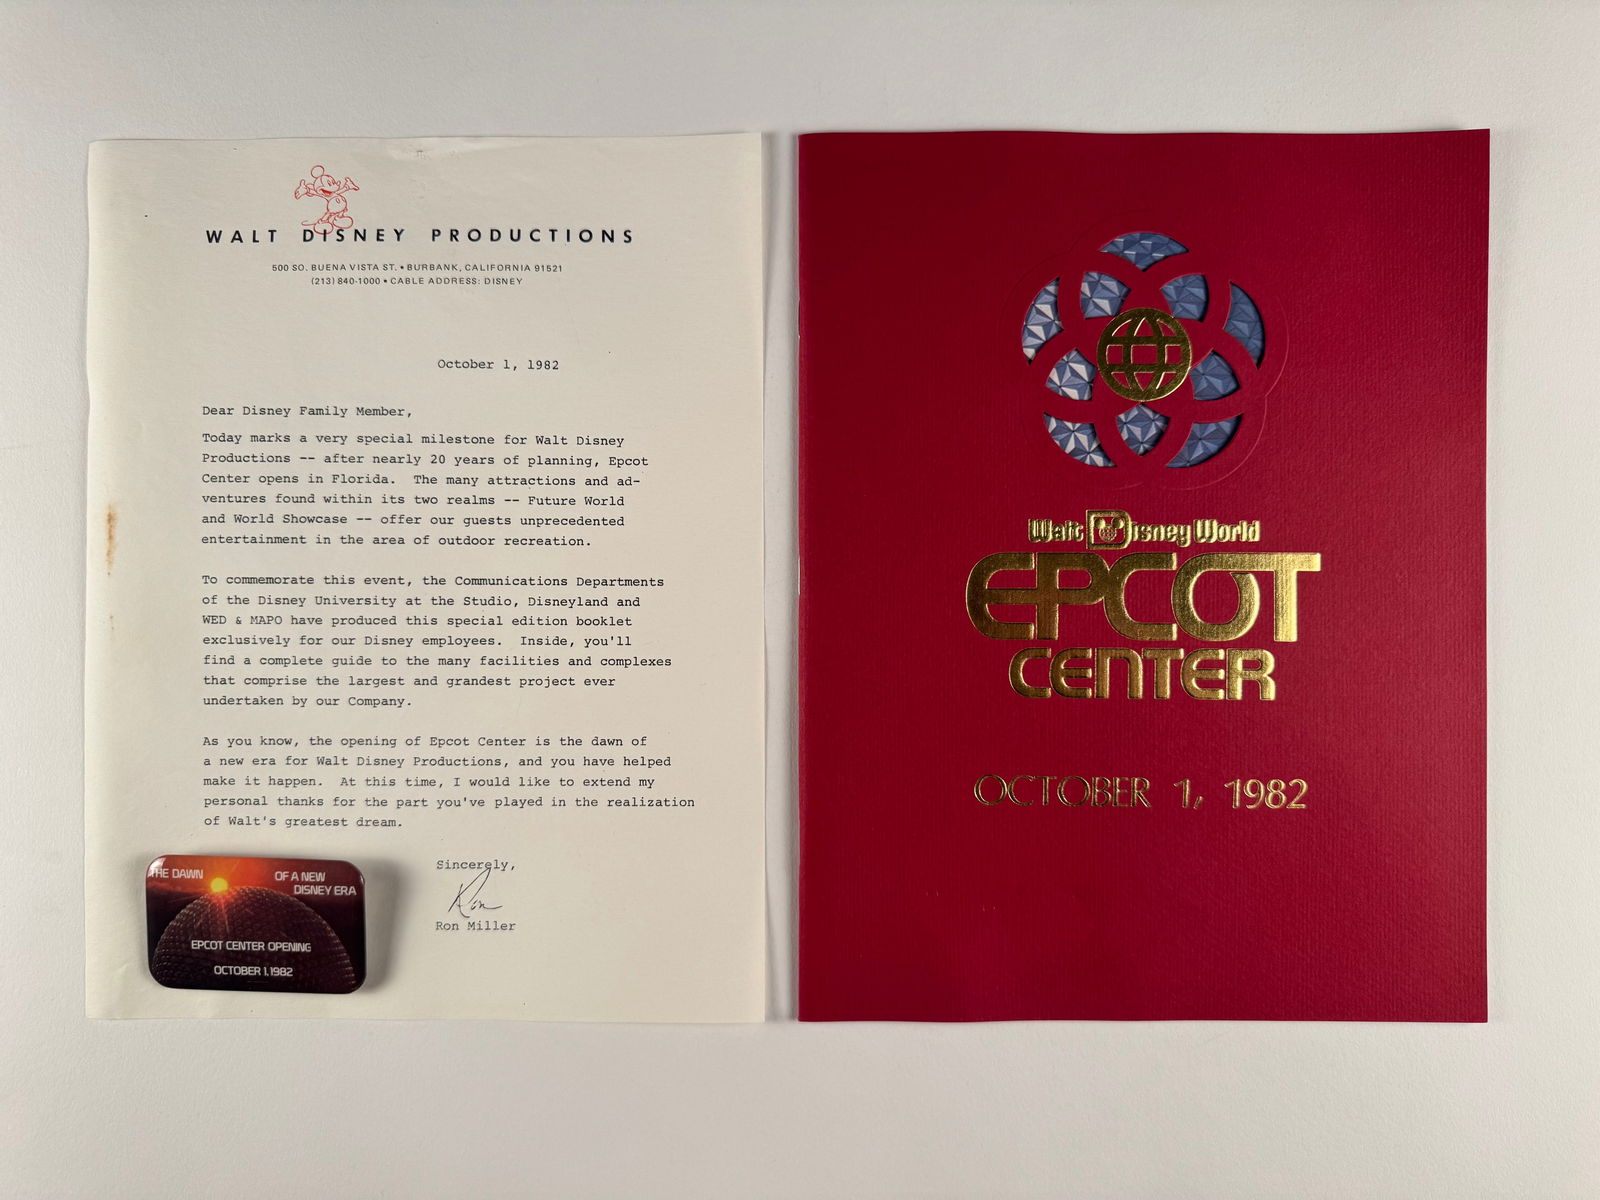 WALT DISNEY PRODUCTIONS
500 SO. BUENA VISTA ST. • BURBANK, CALIFORNIA 91521
(213) 840-1000 • CABLE ADDRESS: DISNEY
October 1, 1982
Dear Disney Family Member,
Today marks a very special milestone for Walt Disney
Productions -- after nearly 20 years of planning, Epcot
Center opens in Florida.  The many attractions and ad-
ventures found within its two realms -- Future World
and World Showcase -- offer our guests unprecedented
entertainment in the area of outdoor recreation.
To commemorate this event, the Communications Departments
of the Disney University at the Studio, Disneyland and
WED & MAPO have produced this special edition booklet
exclusively for our Disney employees.  Inside, you'll
find a complete guide to the many facilities and complexes
that comprise the largest and grandest project ever
undertaken by our Company.
As you know, the opening of Epcot Center is the dawn of
a new era for Walt Disney Productions, and you have helped
make it happen.  At this time, I would like to extend my
personal thanks for the part you've played in the realization
of Walt's greatest dream.
Sincerely,
Ron
Ron Miller
THE DAWN OF A NEW
DISNEY ERA
EPCOT CENTER OPENING
OCTOBER 1, 1982
Walt Disney World
EPCOT
CENTER
OCTOBER 1, 1982